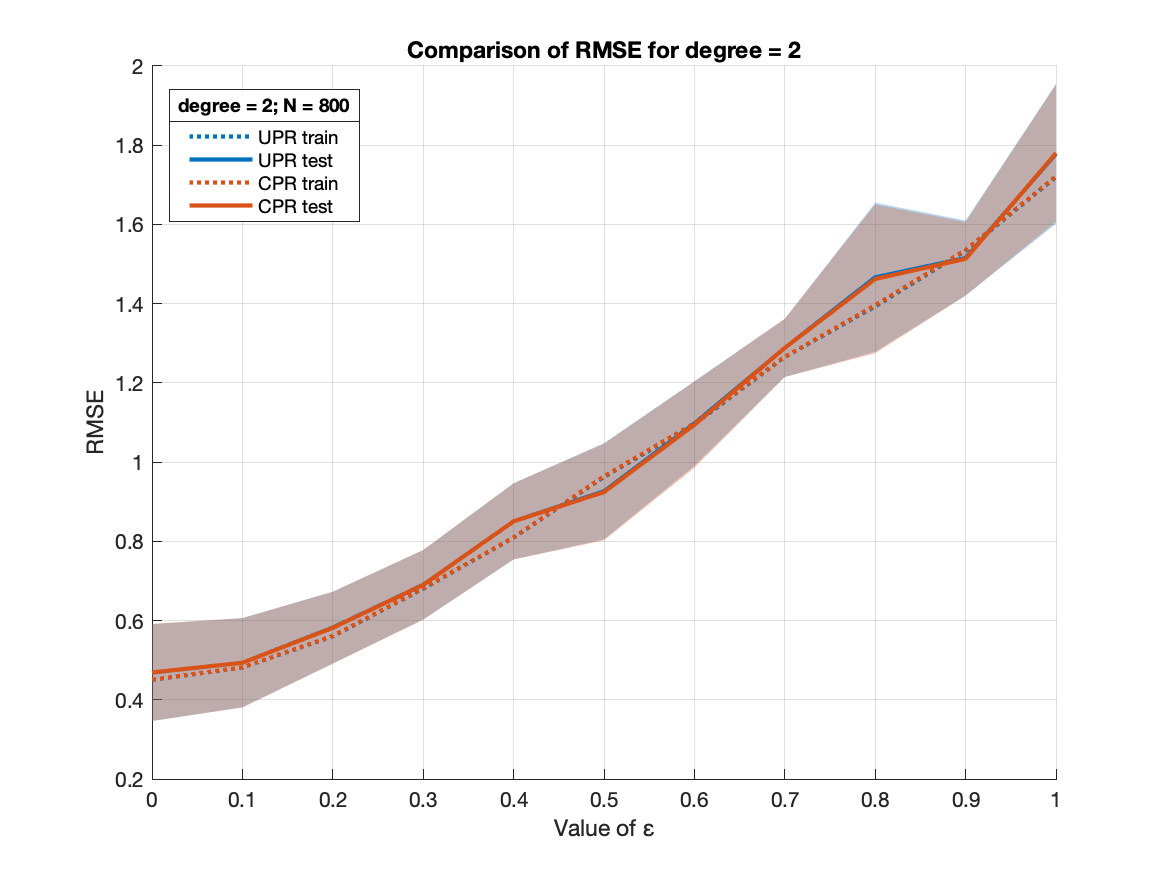 Comparison of RMSE for degree = 2
degree = 2; N = 800
UPR train
UPR test
CPR train
CPR test
RMSE
2
1.8
1.6
1.4
1.2
1
0.8
0.6
0.4
0.2
0 0.1 0.2 0.3 0.4 0.5 0.6 0.7 0.8 0.9 1
Value of ε